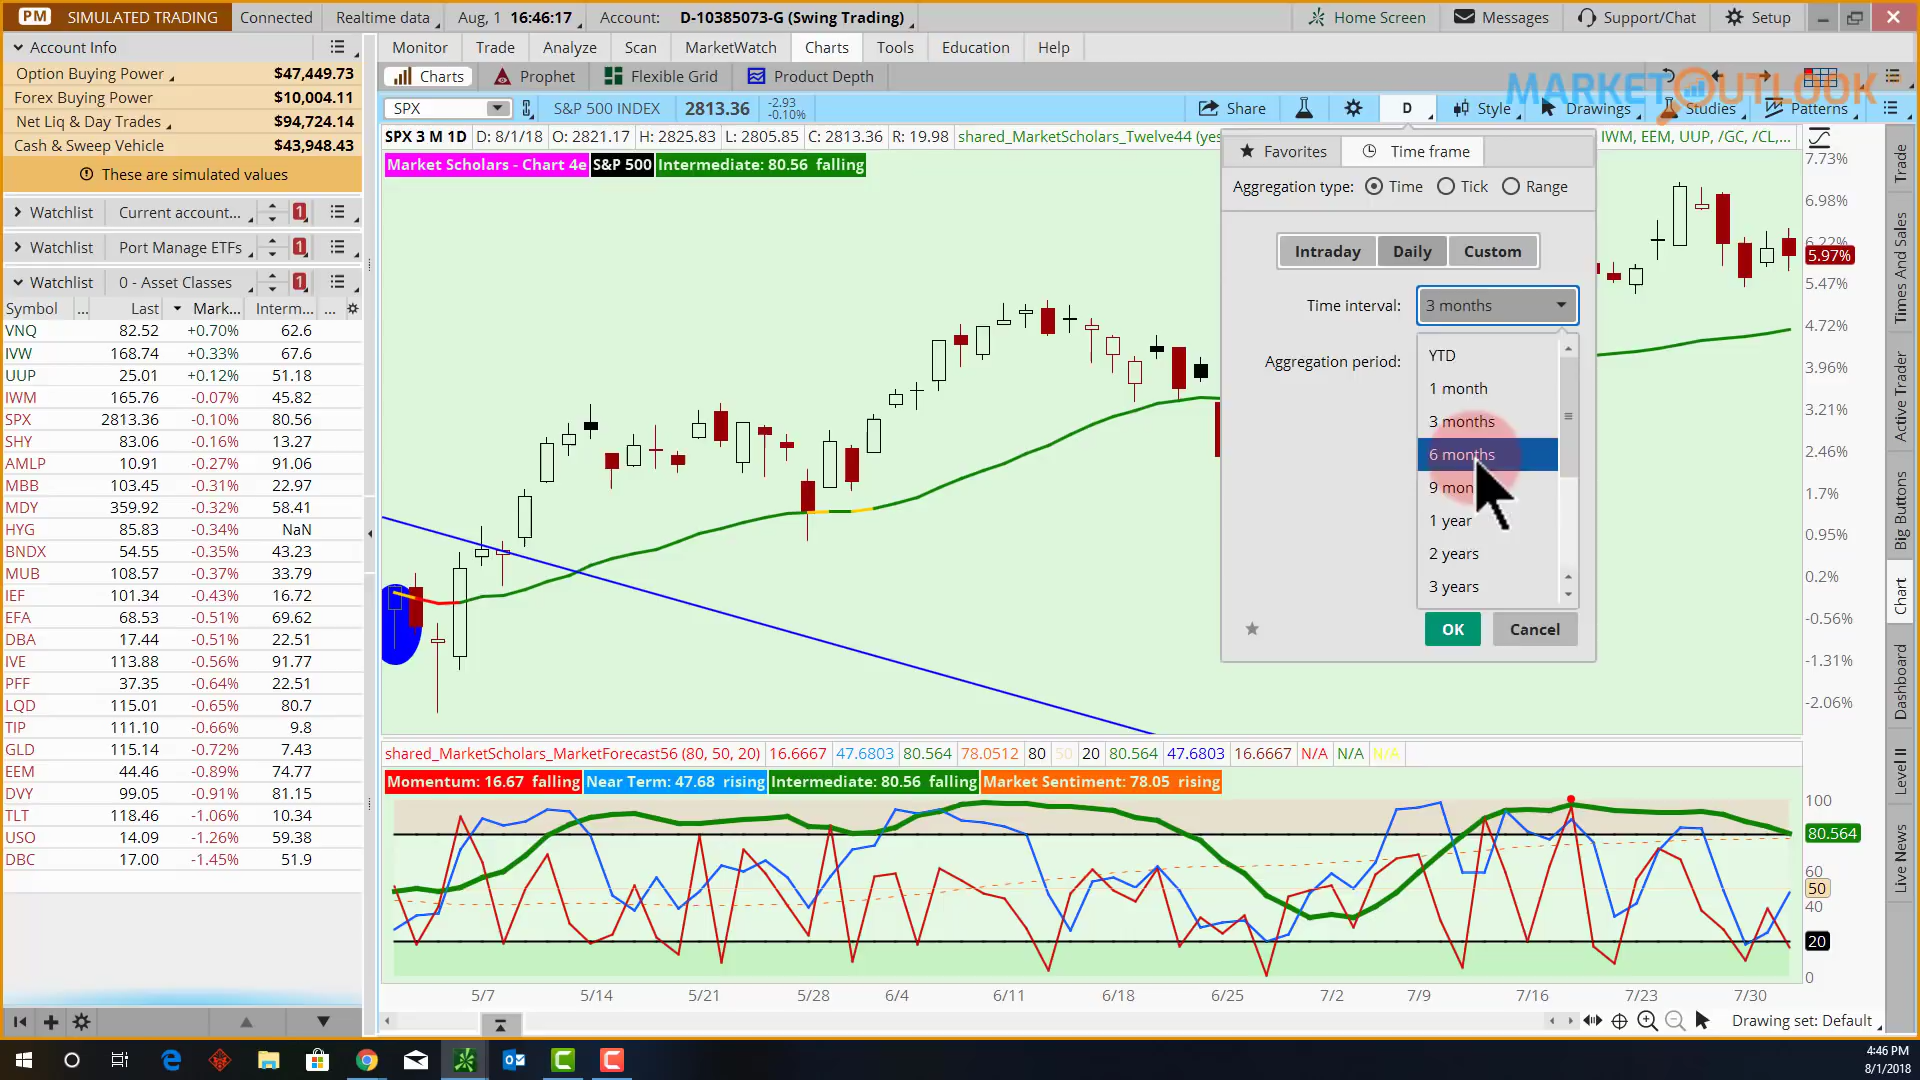 PM SIMULATED TRADING Connected Realtime data Aug, 1 16:46:17 Account: D-10385073-G (Swing Trading) Home Screen Messages Support/Chat Setup
Account Info
Option Buying Power $47,449.73
Forex Buying Power $10,004.11
Net Liq & Day Trades $94,724.14
Cash & Sweep Vehicle $43,948.43
These are simulated values
Watchlist Current account... 1
Watchlist Port Manage ETFs 1
Watchlist 0 - Asset Classes 1
Symbol ... Last Mark... Interm... ...
VNQ 82.52 +0.70% 62.6
IVW 168.74 +0.33% 67.6
UUP 25.01 +0.12% 51.18
IWM 165.76 -0.07% 45.82
SPX 2813.36 -0.10% 80.56
SHY 83.06 -0.16% 13.27
AMLP 10.91 -0.27% 91.06
MBB 103.45 -0.31% 22.97
MDY 359.92 -0.32% 58.41
HYG 85.83 -0.34% NaN
BNDX 54.55 -0.35% 43.23
MUB 108.57 -0.37% 33.79
IEF 101.34 -0.43% 16.72
EFA 68.53 -0.51% 69.62
DBA 17.44 -0.51% 22.51
IVE 113.88 -0.56% 91.77
PFF 37.35 -0.64% 22.51
LQD 115.01 -0.65% 80.7
TIP 111.10 -0.66% 9.8
GLD 115.14 -0.72% 7.43
EEM 44.46 -0.89% 74.77
DVY 99.05 -0.91% 81.15
TLT 118.46 -1.06% 10.34
USO 14.09 -1.26% 59.38
DBC 17.00 -1.45% 51.9
Monitor Trade Analyze Scan MarketWatch Charts Tools Education Help
Charts Prophet Flexible Grid Product Depth
MARKETOUTLOOK
SPX S&P 500 INDEX 2813.36 -2.93 -0.10% Share D Style Drawings Studies Patterns
SPX 3 M 1D D: 8/1/18 O: 2821.17 H: 2825.83 L: 2805.85 C: 2813.36 R: 19.98 shared_MarketScholars_Twelve44 (yes IWM, EEM, UUP, /GC, /CL,...
Market Scholars - Chart 4e S&P 500 Intermediate: 80.56 falling
Favorites Time frame
Aggregation type: Time Tick Range
Intraday Daily Custom
Time interval: 3 months
Aggregation period:
YTD
1 month
3 months
6 months
9 mon
1 year
2 years
3 years
OK Cancel
7.73%
6.98%
6.22%
5.97%
5.47%
4.72%
3.96%
3.21%
2.46%
1.7%
0.95%
0.2%
-0.56%
-1.31%
-2.06%
shared_MarketScholars_MarketForecast56 (80, 50, 20) 16.6667 47.6803 80.564 78.0512 80 50 20 80.564 47.6803 16.6667 N/A N/A N/A
Momentum: 16.67 falling Near Term: 47.68 rising Intermediate: 80.56 falling Market Sentiment: 78.05 rising
100
80.564
60
50
40
20
0
5/7 5/14 5/21 5/28 6/4 6/11 6/18 6/25 7/2 7/9 7/16 7/23 7/30
Drawing set: Default
Trade
Times And Sales
Active Trader
Big Buttons
Chart
Dashboard
Level II
Live News
4:46 PM
8/1/2018